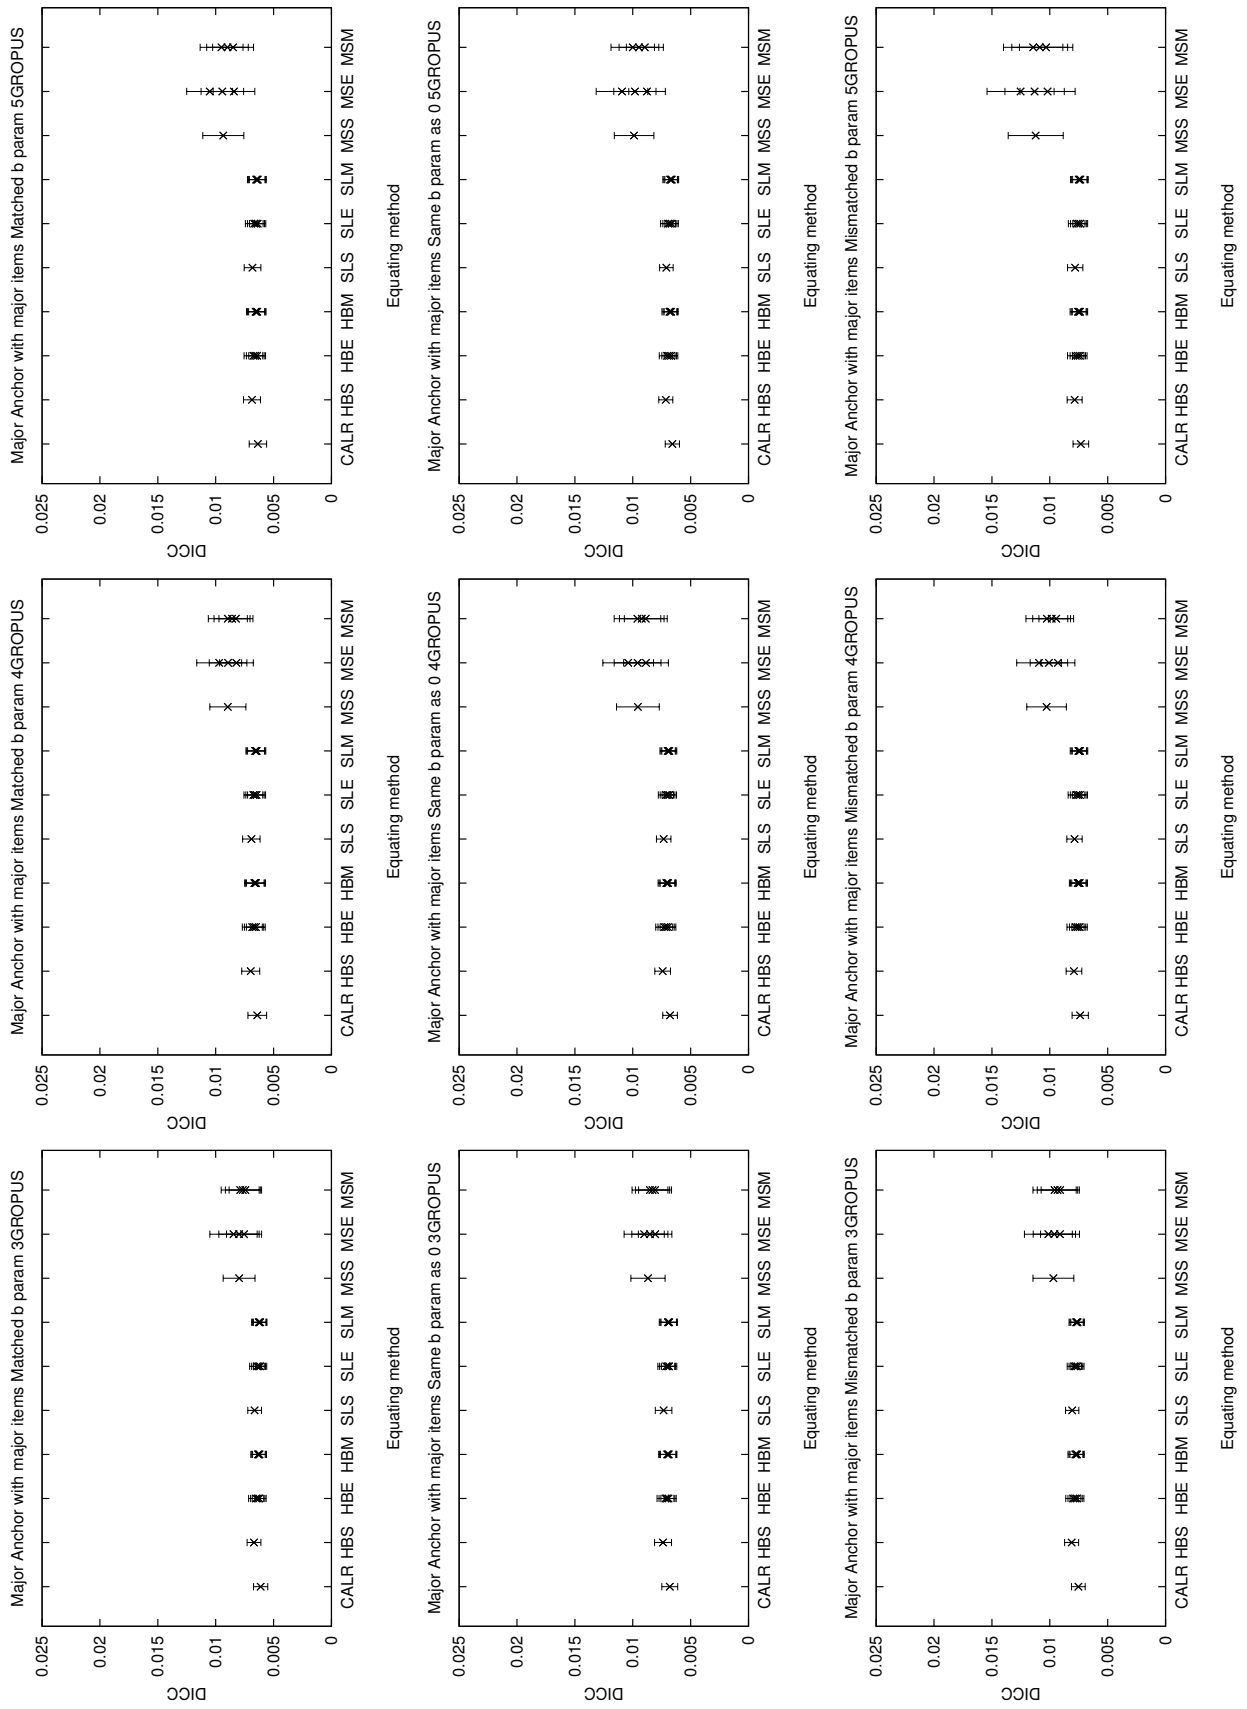 Major Anchor with major items Matched b param 3GROPUS
0.025
0.02
0.015
0.01
0.005
0
DICC
CALR HBS HBE HBM SLS SLE SLM MSS MSE MSM
Equating method
Major Anchor with major items Matched b param 4GROPUS
0.025
0.02
0.015
0.01
0.005
0
DICC
CALR HBS HBE HBM SLS SLE SLM MSS MSE MSM
Equating method
Major Anchor with major items Matched b param 5GROPUS
0.025
0.02
0.015
0.01
0.005
0
DICC
CALR HBS HBE HBM SLS SLE SLM MSS MSE MSM
Equating method
Major Anchor with major items Same b param as 0 3GROPUS
0.025
0.02
0.015
0.01
0.005
0
DICC
CALR HBS HBE HBM SLS SLE SLM MSS MSE MSM
Equating method
Major Anchor with major items Same b param as 0 4GROPUS
0.025
0.02
0.015
0.01
0.005
0
DICC
CALR HBS HBE HBM SLS SLE SLM MSS MSE MSM
Equating method
Major Anchor with major items Same b param as 0 5GROPUS
0.025
0.02
0.015
0.01
0.005
0
DICC
CALR HBS HBE HBM SLS SLE SLM MSS MSE MSM
Equating method
Major Anchor with major items Mismatched b param 3GROPUS
0.025
0.02
0.015
0.01
0.005
0
DICC
CALR HBS HBE HBM SLS SLE SLM MSS MSE MSM
Equating method
Major Anchor with major items Mismatched b param 4GROPUS
0.025
0.02
0.015
0.01
0.005
0
DICC
CALR HBS HBE HBM SLS SLE SLM MSS MSE MSM
Equating method
Major Anchor with major items Mismatched b param 5GROPUS
0.025
0.02
0.015
0.01
0.005
0
DICC
CALR HBS HBE HBM SLS SLE SLM MSS MSE MSM
Equating method